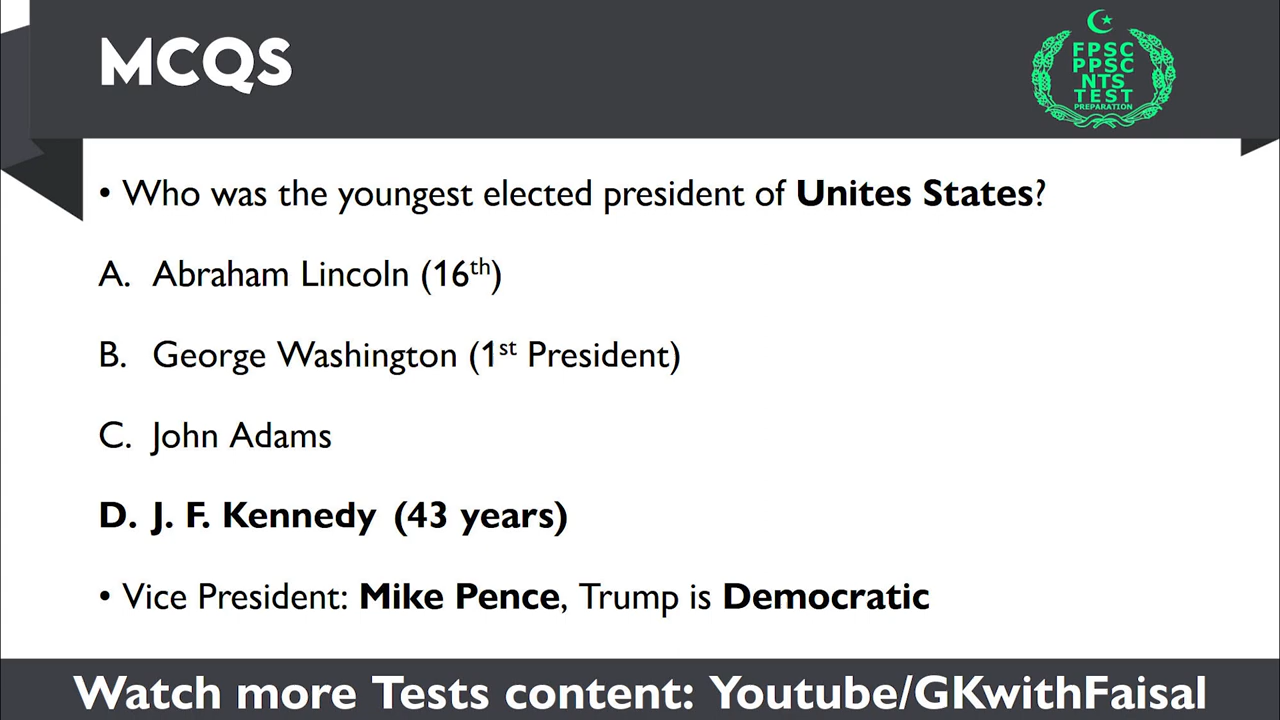 MCQS
FPSC
PPSC
NTS
TEST
PREPARATION
• Who was the youngest elected president of Unites States?
A. Abraham Lincoln (16th)
B. George Washington (1st President)
C. John Adams
D. J. F. Kennedy (43 years)
• Vice President: Mike Pence, Trump is Democratic
Watch more Tests content: Youtube/GKwithFaisal